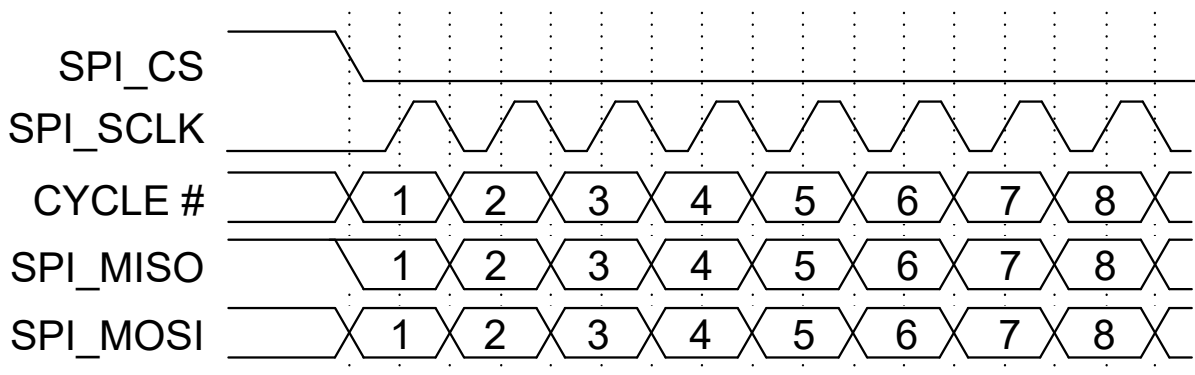 SPI_CS
SPI_SCLK
CYCLE # 1 2 3 4 5 6 7 8
SPI_MISO 1 2 3 4 5 6 7 8
SPI_MOSI 1 2 3 4 5 6 7 8